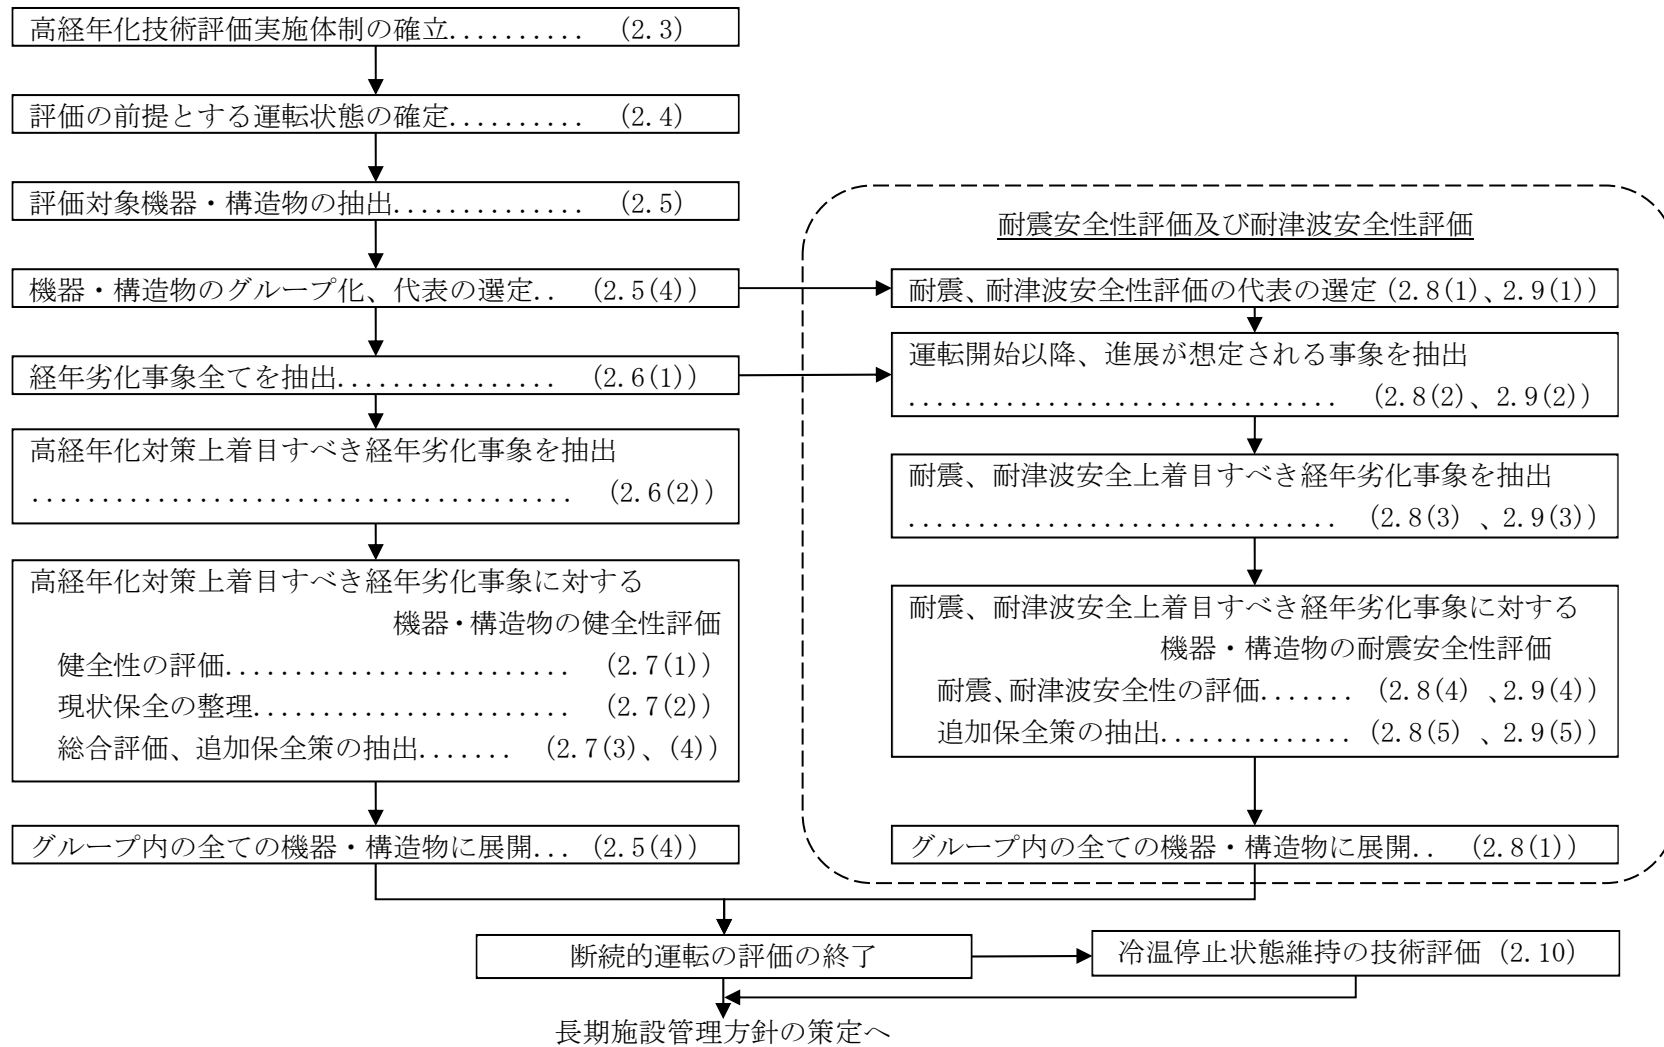 高経年化技術評価実施体制の確立.......... (2.3)
評価の前提とする運転状態の確定.......... (2.4)
評価対象機器・構造物の抽出.............. (2.5)
機器・構造物のグループ化、代表の選定.. (2.5(4))
経年劣化事象全てを抽出................ (2.6(1))
高経年化対策上着目すべき経年劣化事象を抽出
....................................... (2.6(2))
高経年化対策上着目すべき経年劣化事象に対する
機器・構造物の健全性評価
健全性の評価......................... (2.7(1))
現状保全の整理....................... (2.7(2))
総合評価、追加保全策の抽出....... (2.7(3)、(4))
グループ内の全ての機器・構造物に展開... (2.5(4))
耐震安全性評価及び耐津波安全性評価
耐震、耐津波安全性評価の代表の選定 (2.8(1)、2.9(1))
運転開始以降、進展が想定される事象を抽出
............................... (2.8(2)、2.9(2))
耐震、耐津波安全上着目すべき経年劣化事象を抽出
............................... (2.8(3) 、2.9(3))
耐震、耐津波安全上着目すべき経年劣化事象に対する
機器・構造物の耐震安全性評価
耐震、耐津波安全性の評価....... (2.8(4) 、2.9(4))
追加保全策の抽出.............. (2.8(5) 、2.9(5))
グループ内の全ての機器・構造物に展開.. (2.8(1))
断続的運転の評価の終了
冷温停止状態維持の技術評価 (2.10)
長期施設管理方針の策定へ